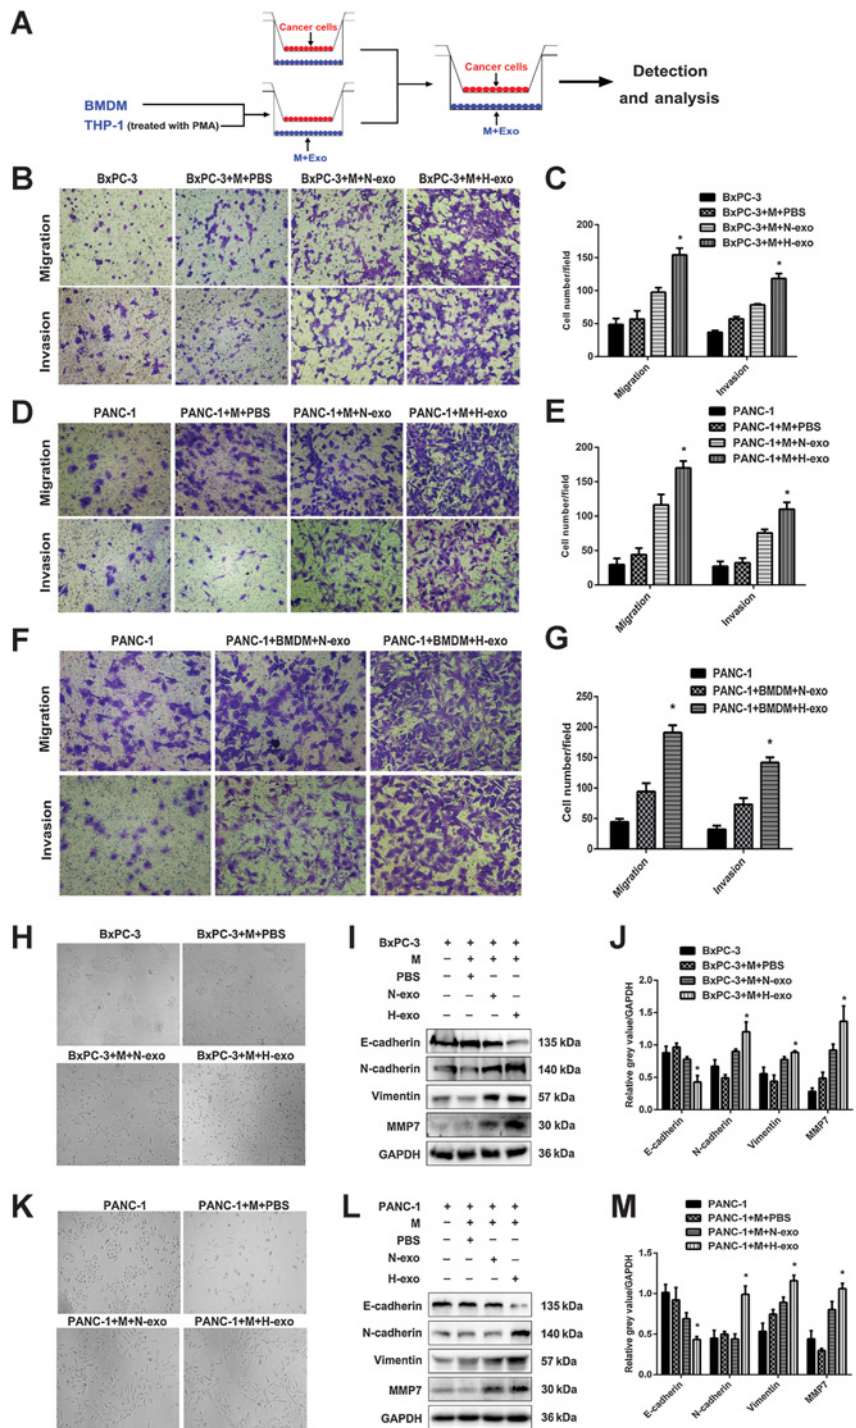 A
Cancer cells
BMDM
THP-1 (treated with PMA)
M+Exo
Cancer cells
M+Exo
Detection
and analysis
B
BxPC-3 BxPC-3+M+PBS BxPC-3+M+N-exo BxPC-3+M+H-exo
Migration
Invasion
C
BxPC-3
BxPC-3+M+PBS
BxPC-3+M+N-exo
BxPC-3+M+H-exo
Cell number/field
200
150
100
50
0
* *
Migration Invasion
D
PANC-1 PANC-1+M+PBS PANC-1+M+N-exo PANC-1+M+H-exo
Migration
Invasion
E
PANC-1
PANC-1+M+PBS
PANC-1+M+N-exo
PANC-1+M+H-exo
Cell number/field
200
150
100
50
0
* *
Migration Invasion
F
PANC-1 PANC-1+BMDM+N-exo PANC-1+BMDM+H-exo
Migration
Invasion
G
PANC-1
PANC-1+BMDM+N-exo
PANC-1+BMDM+H-exo
Cell number/field
250
200
150
100
50
0
* *
Migration Invasion
H
BxPC-3 BxPC-3+M+PBS
BxPC-3+M+N-exo BxPC-3+M+H-exo
I
BxPC-3 + + + +
M – + + +
PBS – + – –
N-exo – – + –
H-exo – – – +
E-cadherin 135 kDa
N-cadherin 140 kDa
Vimentin 57 kDa
MMP7 30 kDa
GAPDH 36 kDa
J
BxPC-3
BxPC-3+M+PBS
BxPC-3+M+N-exo
BxPC-3+M+H-exo
Relative grey value/GAPDH
2.0
1.5
1.0
0.5
0.0
* * * *
E-cadherin N-cadherin Vimentin MMP7
K
PANC-1 PANC-1+M+PBS
PANC-1+M+N-exo PANC-1+M+H-exo
L
PANC-1 + + + +
M – + + +
PBS – + – –
N-exo – – + –
H-exo – – – +
E-cadherin 135 kDa
N-cadherin 140 kDa
Vimentin 57 kDa
MMP7 30 kDa
GAPDH 36 kDa
M
PANC-1
PANC-1+M+PBS
PANC-1+M+N-exo
PANC-1+M+H-exo
Relative grey value/GAPDH
1.5
1.0
0.5
0.0
* * * *
E-cadherin N-cadherin Vimentin MMP7